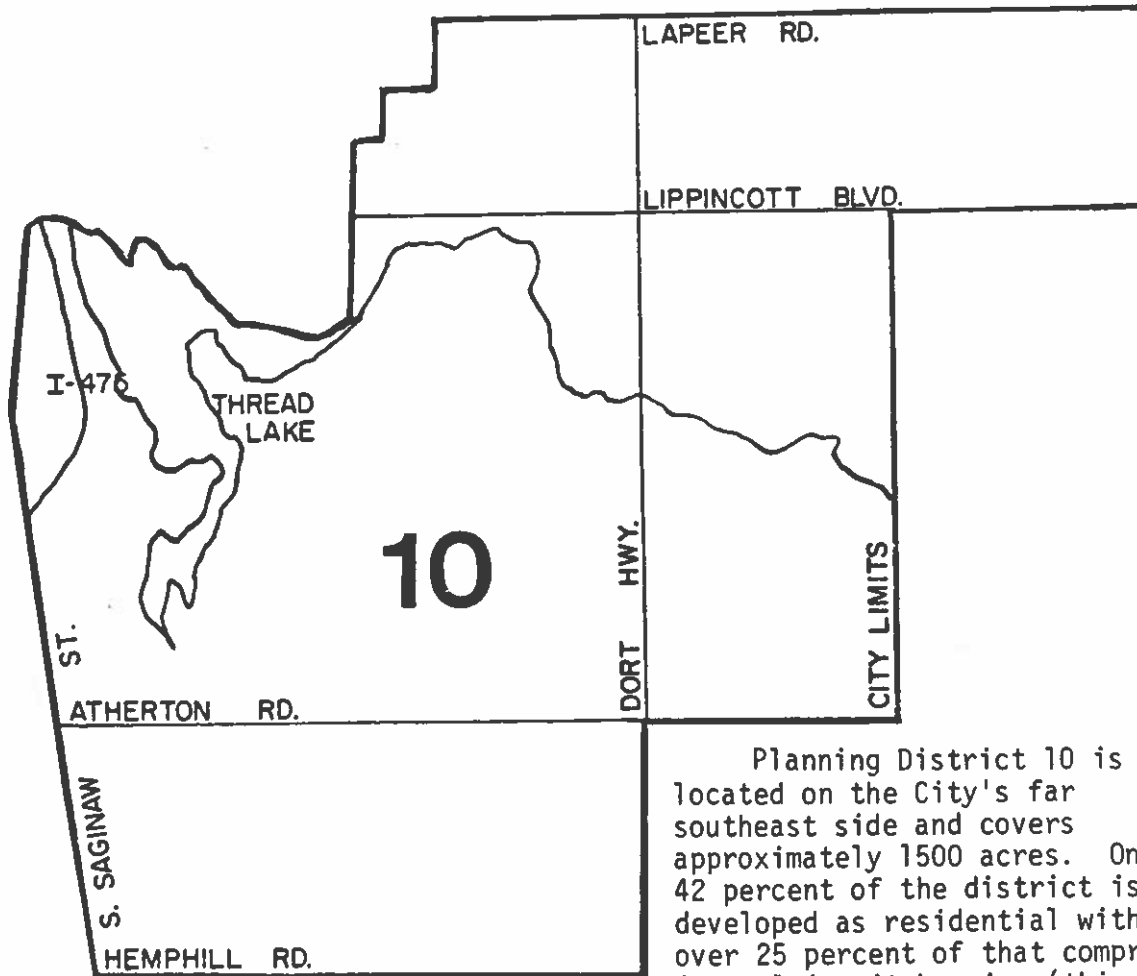 LAPEER RD.
LIPPINCOTT BLVD.
I-476
THREAD
LAKE
10
DORT HWY.
CITY LIMITS
S. SAGINAW ST.
ATHERTON RD.
HEMPHILL RD.
Planning District 10 is
located on the City's far
southeast side and covers
approximately 1500 acres.
42 percent of the district is
developed as residential with
over 25 percent of that